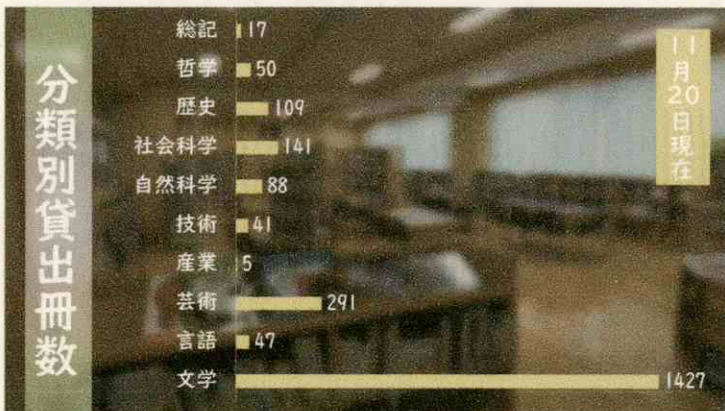 分類別貸出冊数
11月20日現在
総記 17
哲学 50
歴史 109
社会科学 141
自然科学 88
技術 41
産業 5
芸術 291
言語 47
文学 1427